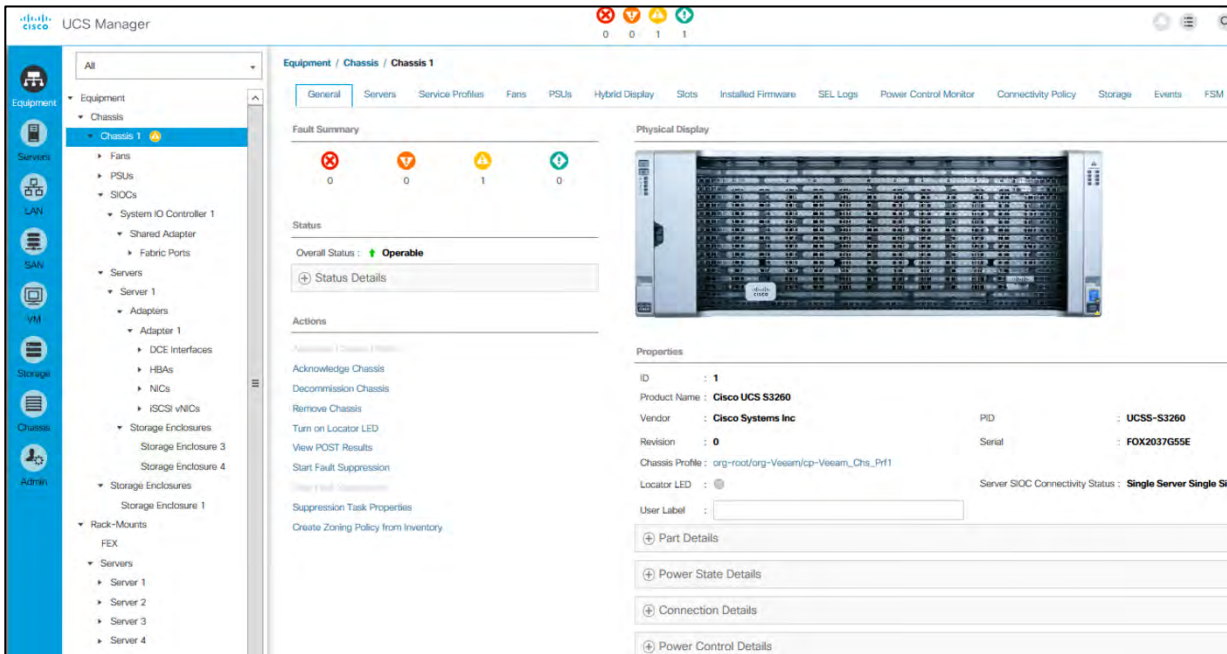 cisco UCS Manager
0 0 1 1
All
Equipment / Chassis / Chassis 1
Equipment
Servers
LAN
SAN
VM
Storage
Chassis
Admin
Equipment
Chassis
Chassis 1
Fans
PSUs
SIOCs
System IO Controller 1
Shared Adapter
Fabric Ports
Servers
Server 1
Adapters
Adapter 1
DCE Interfaces
HBAs
NICs
iSCSI vNICs
Storage Enclosures
Storage Enclosure 3
Storage Enclosure 4
Storage Enclosures
Storage Enclosure 1
Rack-Mounts
FEX
Servers
Server 1
Server 2
Server 3
Server 4
General Servers Service Profiles Fans PSUs Hybrid Display Slots Installed Firmware SEL Logs Power Control Monitor Connectivity Policy Storage Events FSM
Fault Summary
0 0 1 0
Status
Overall Status : Operable
Status Details
Actions
Acknowledge Chassis
Decommission Chassis
Remove Chassis
Turn on Locator LED
View POST Results
Start Fault Suppression
Suppression Task Properties
Create Zoning Policy from Inventory
Physical Display
cisco
Properties
ID : 1
Product Name : Cisco UCS S3260
Vendor : Cisco Systems Inc PID : UCSS-S3260
Revision : 0 Serial : FOX2037G55E
Chassis Profile : org-root/org-Veeam/cp-Veeam_Chs_Prf1
Locator LED : Server SIOC Connectivity Status : Single Server Single
User Label :
Part Details
Power State Details
Connection Details
Power Control Details